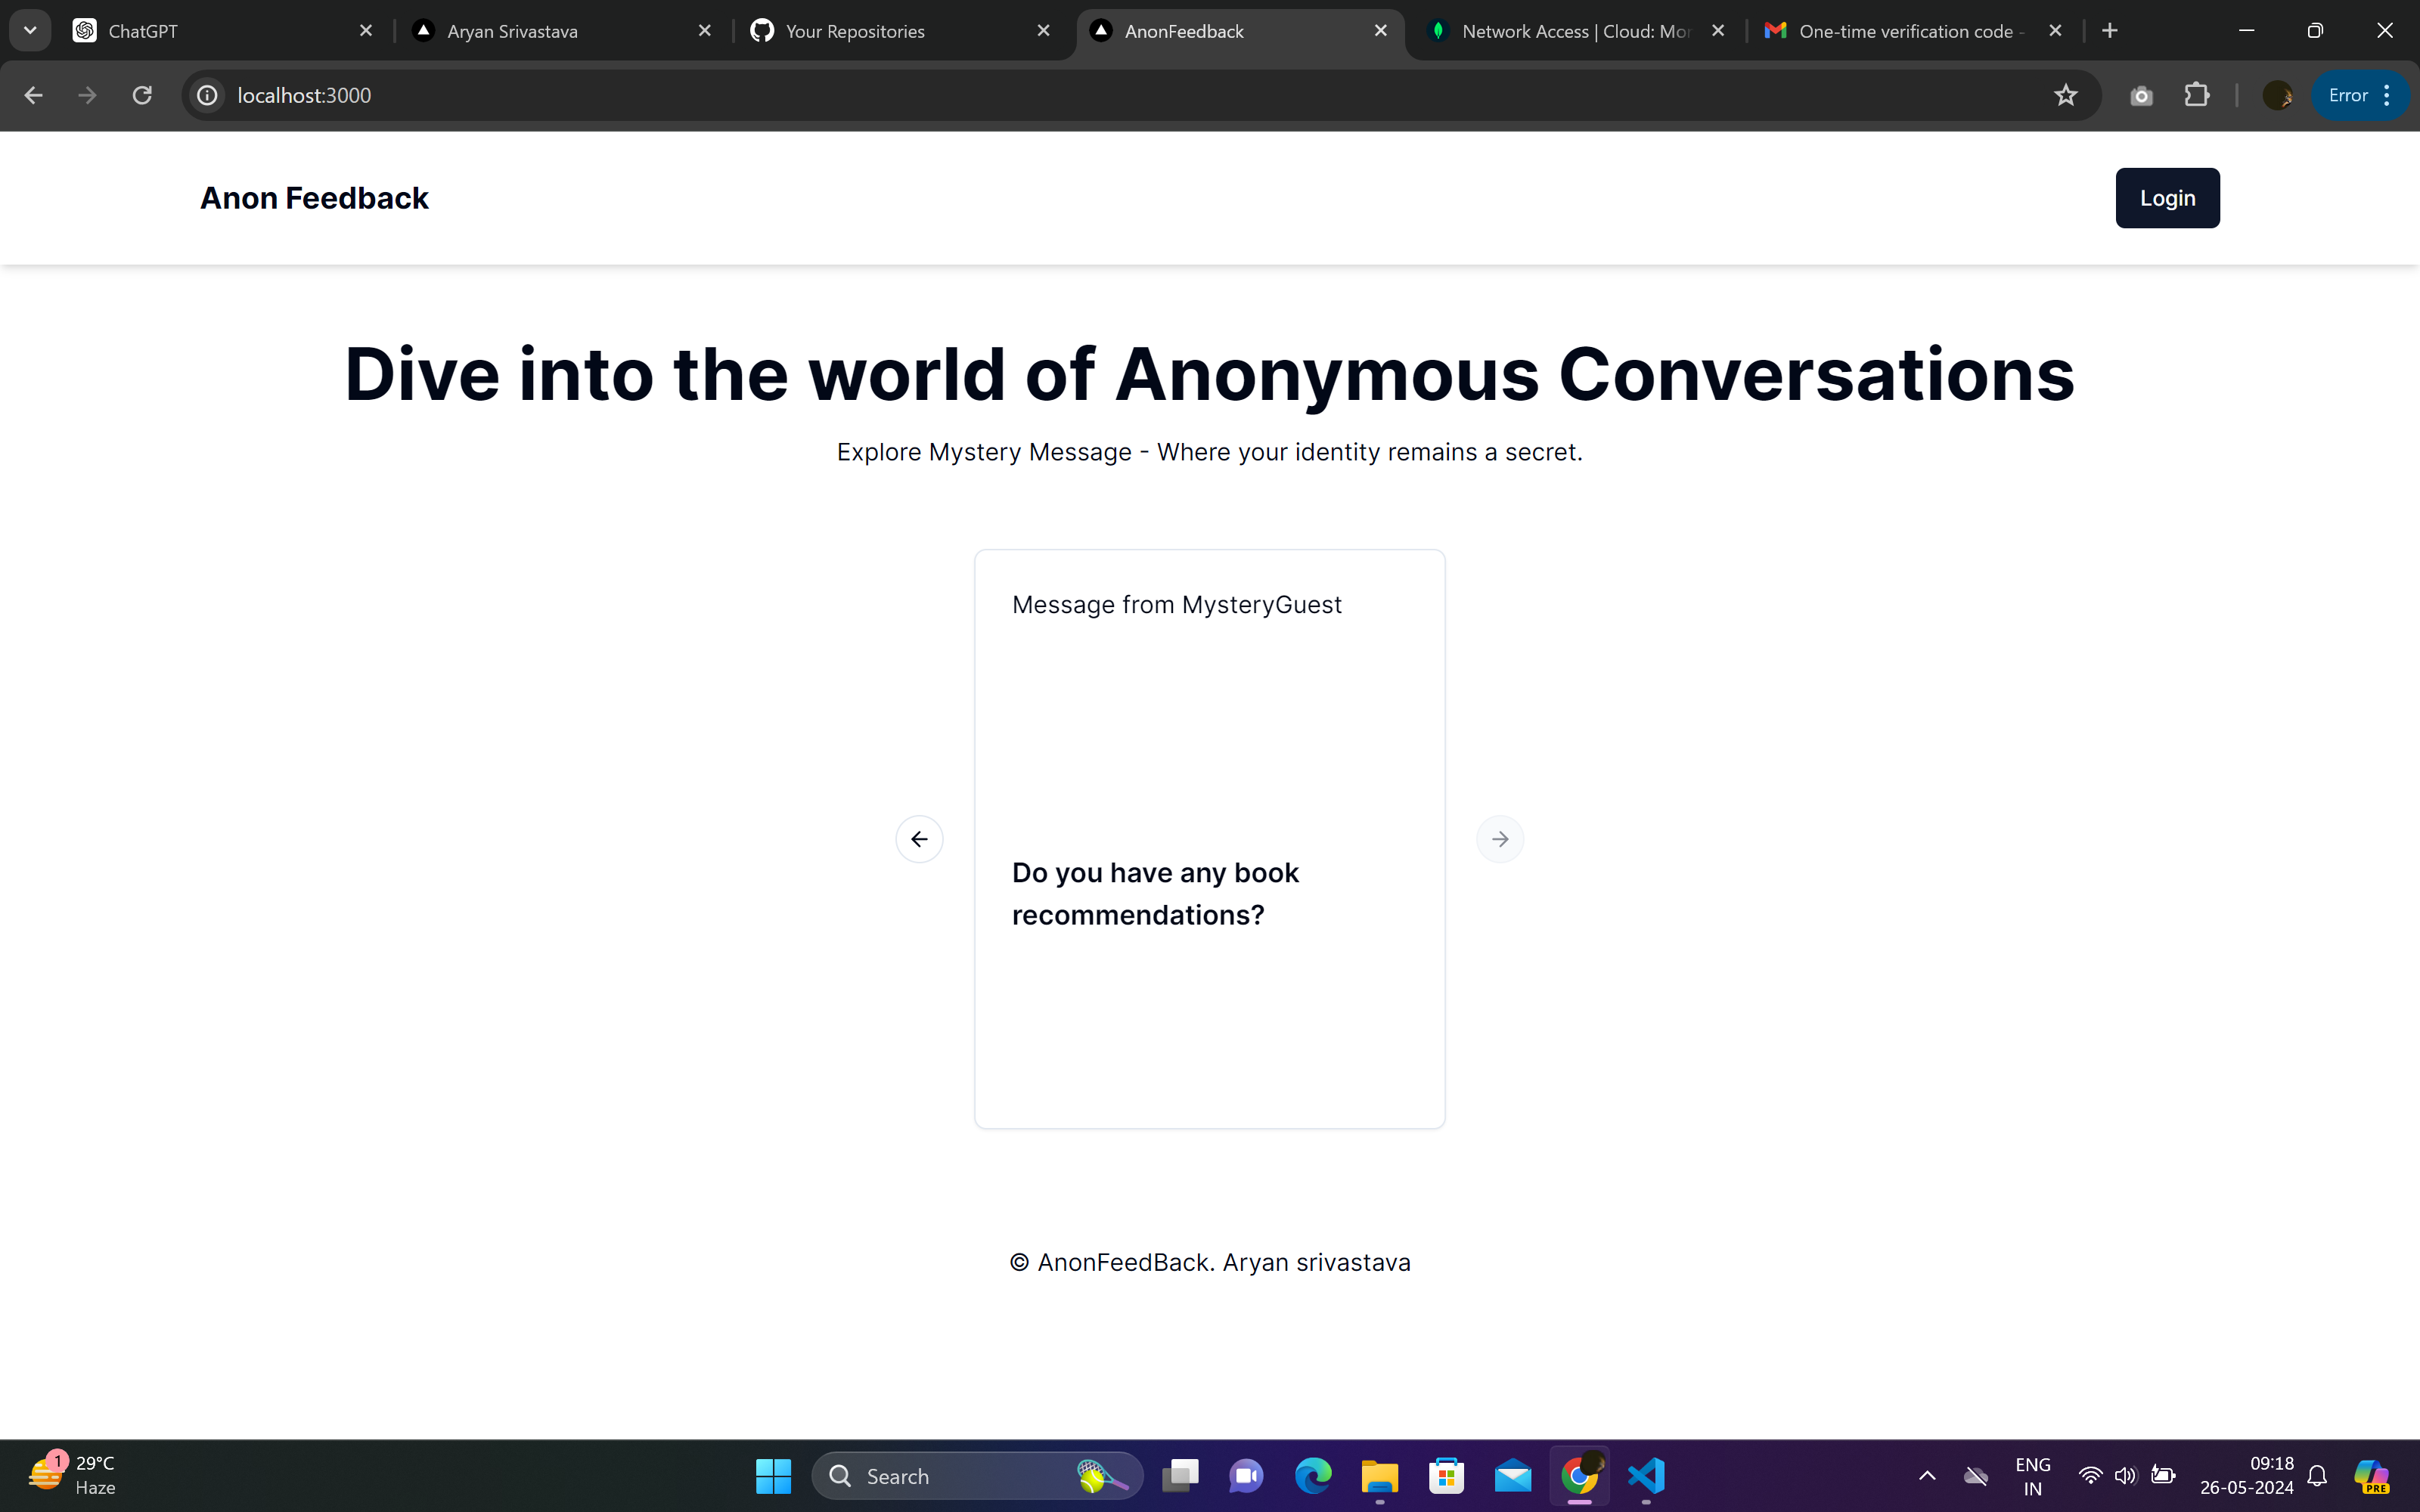 ChatGPT
Aryan Srivastava
Your Repositories
AnonFeedback
Network Access | Cloud: Mon
One-time verification code -
localhost:3000
Error
Anon Feedback
Login
Dive into the world of Anonymous Conversations
Explore Mystery Message - Where your identity remains a secret.
Message from MysteryGuest
Do you have any book
recommendations?
© AnonFeedBack. Aryan srivastava
1
29°C
Haze
Search
ENG
IN
09:18
26-05-2024
PRE